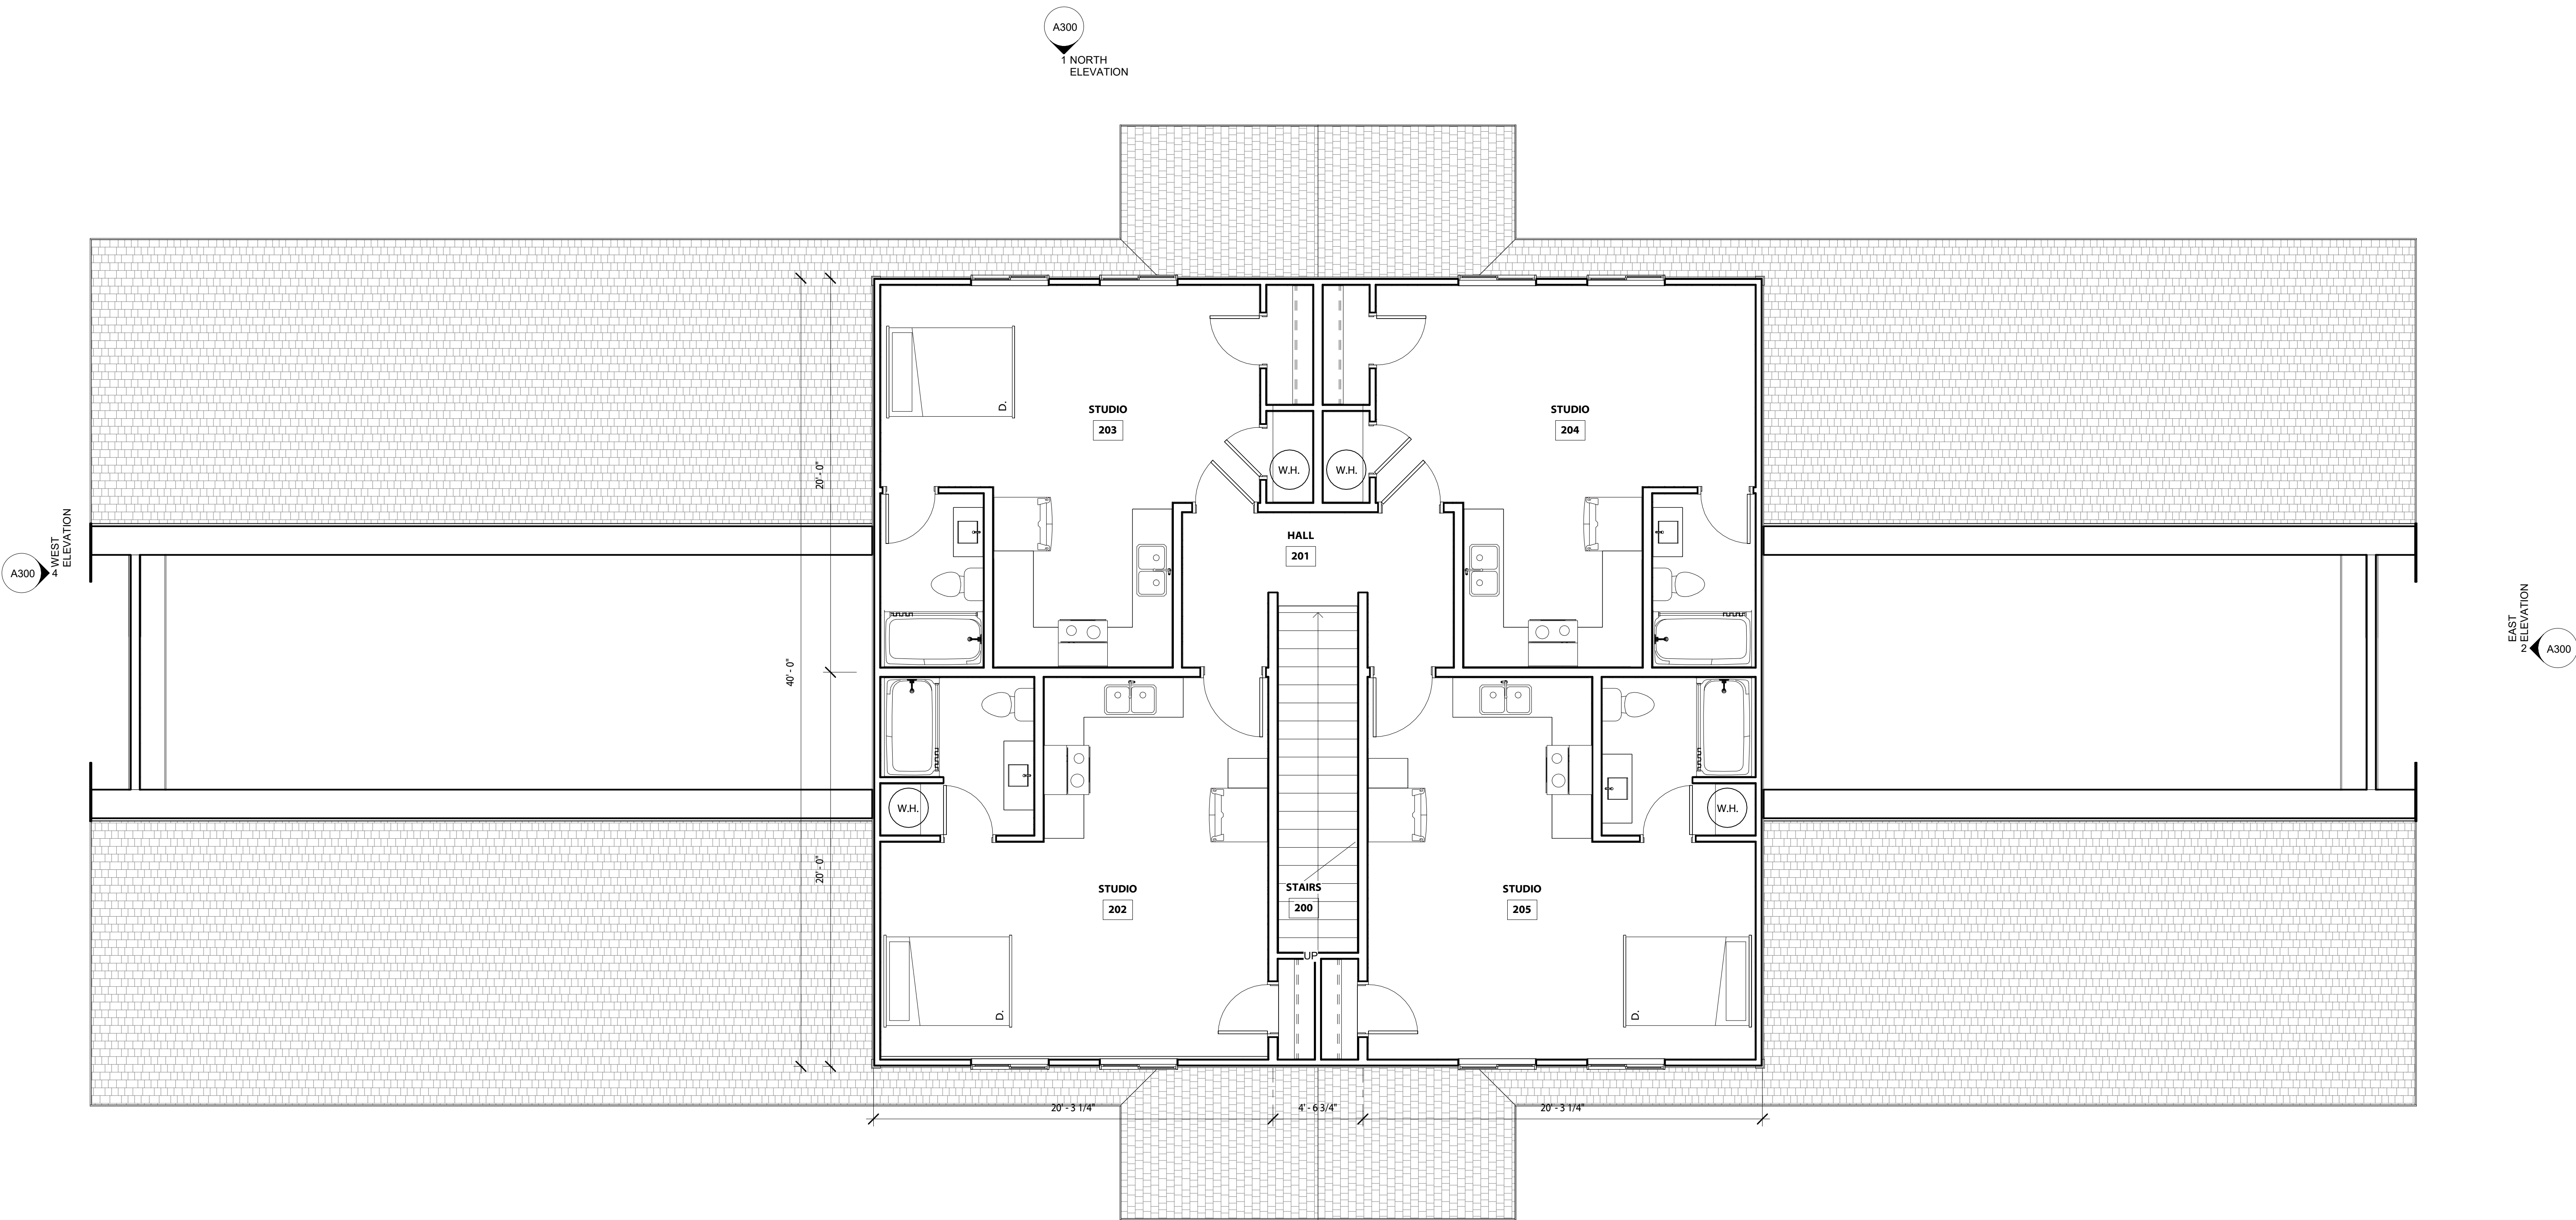 A300
1 NORTH
ELEVATION
STUDIO
203
D.
W.H.
W.H.
STUDIO
204
20' - 0"
HALL
201
WEST
ELEVATION
4
A300
EAST
ELEVATION
2
A300
40' - 0"
W.H.
W.H.
20' - 0"
STUDIO
202
STAIRS
200
STUDIO
205
UP
D.
D.
20' - 3 1/4"
4' - 6 3/4"
20' - 3 1/4"